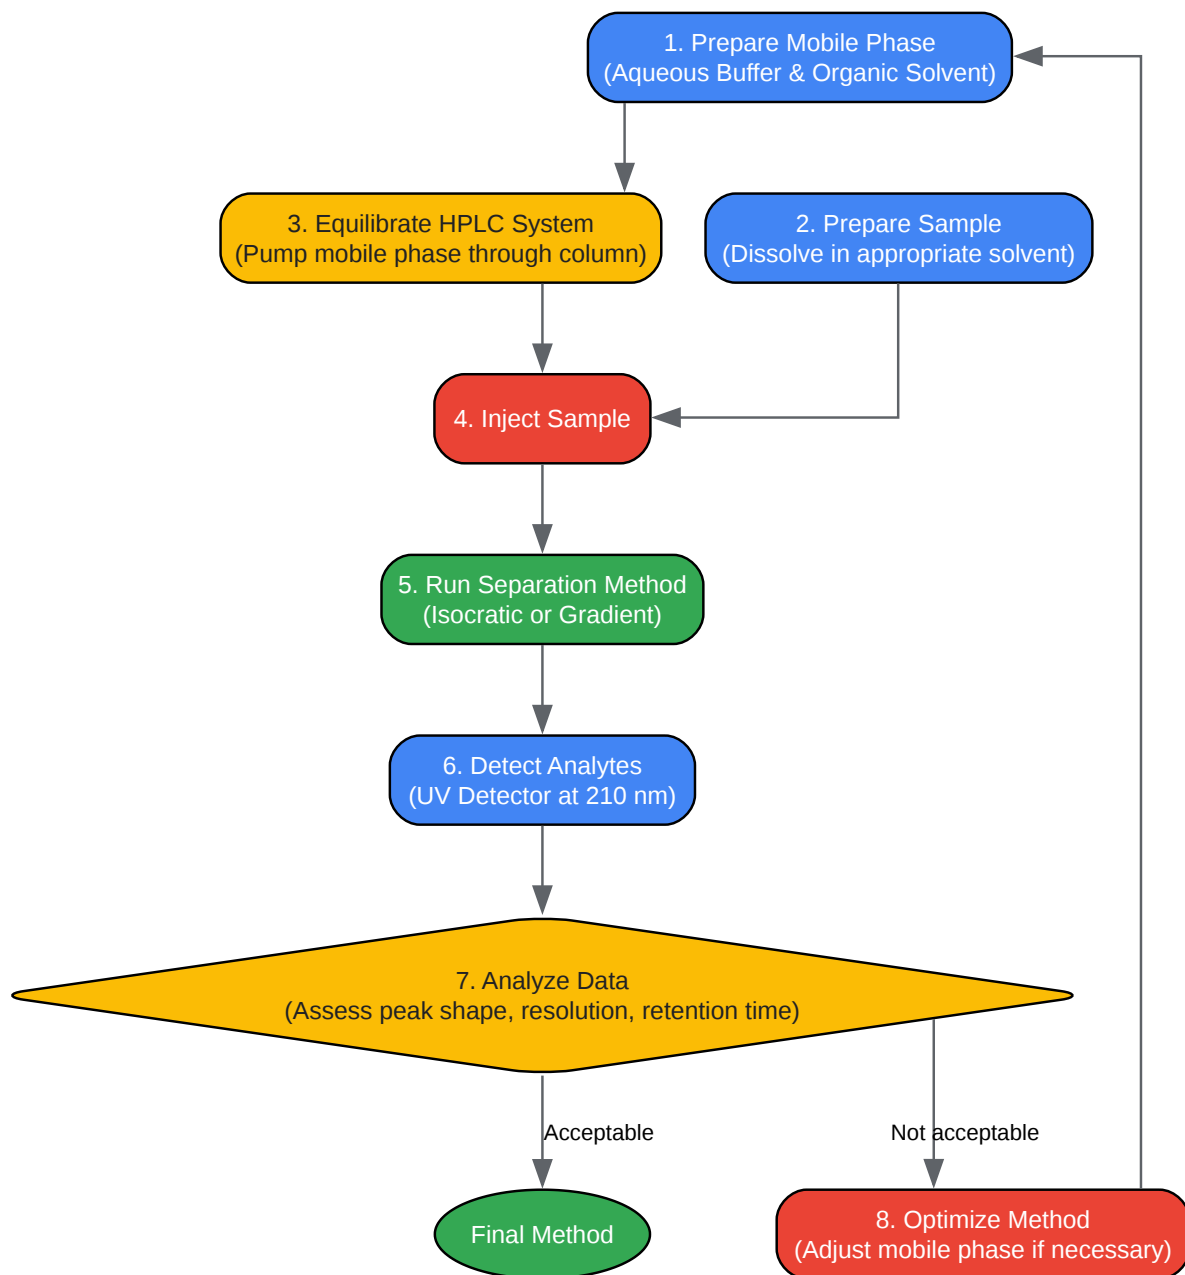 1. Prepare Mobile Phase
(Aqueous Buffer & Organic Solvent)
3. Equilibrate HPLC System
(Pump mobile phase through column)
2. Prepare Sample
(Dissolve in appropriate solvent)
4. Inject Sample
5. Run Separation Method
(Isocratic or Gradient)
6. Detect Analytes
(UV Detector at 210 nm)
7. Analyze Data
(Assess peak shape, resolution, retention time)
Acceptable
Not acceptable
Final Method
8. Optimize Method
(Adjust mobile phase if necessary)